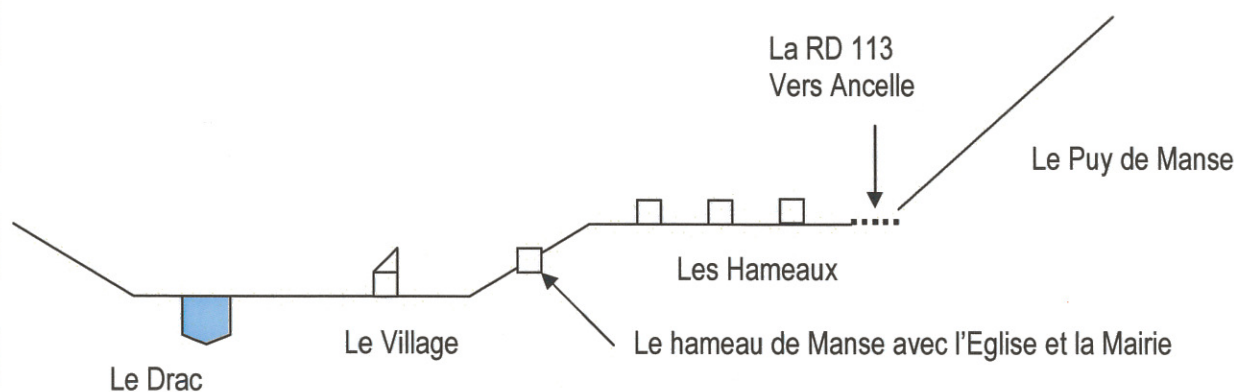 La RD 113
Vers Ancelle
Le Puy de Manse
Les Hameaux
Le Village
Le hameau de Manse avec l'Eglise et la Mairie
Le Drac